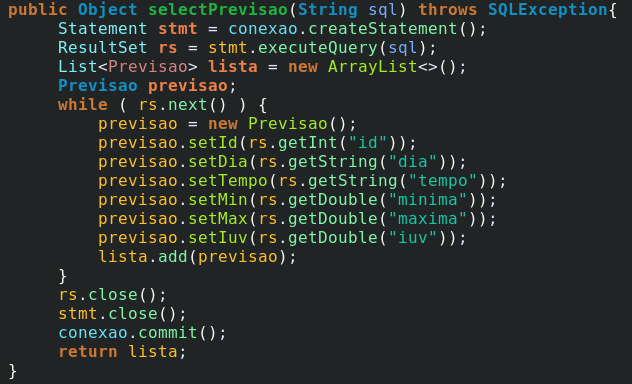 public Object selectPrevisao(String sql) throws SQLException{
Statement stmt = conexao.createStatement();
ResultSet rs = stmt.executeQuery(sql);
List<Previsao> lista = new ArrayList<>();
Previsao previsao;
while ( rs.next() ) {
previsao = new Previsao();
previsao.setId(rs.getInt("id"));
previsao.setDia(rs.getString("dia"));
previsao.setTempo(rs.getString("tempo"));
previsao.setMin(rs.getDouble("minima"));
previsao.setMax(rs.getDouble("maxima"));
previsao.setIuv(rs.getDouble("iuv"));
lista.add(previsao);
}
rs.close();
stmt.close();
conexao.commit();
return lista;
}